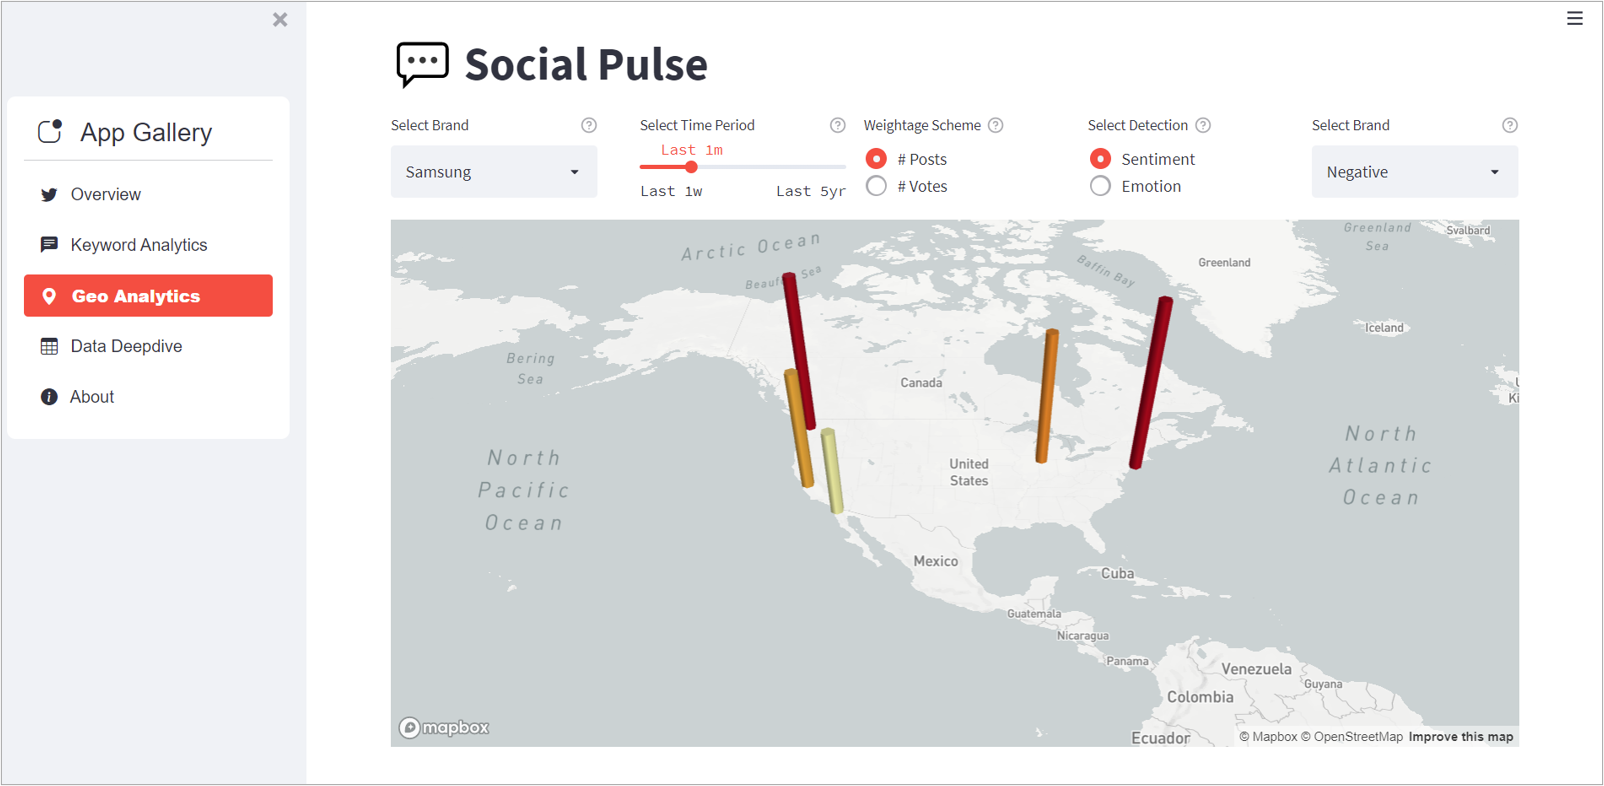 Social Pulse
App Gallery
Overview
Keyword Analytics
Geo Analytics
Data Deepdive
About
Select Brand
Samsung
Select Time Period
Last 1m
Last 1w Last 5yr
Weightage Scheme
# Posts
# Votes
Select Detection
Sentiment
Emotion
Select Brand
Negative
Arctic Ocean
Sea
Baffin Bay
Greenland
Sea
Svalbard
Greenland
Iceland
Bering
Sea
Canada
North
Pacific
Ocean
United
States
North
Atlantic
Ocean
Mexico
Cuba
Guatemala
Nicaragua
Panama
Venezuela
Guyana
Colombia
Ecuador
mapbox
© Mapbox © OpenStreetMap Improve this map